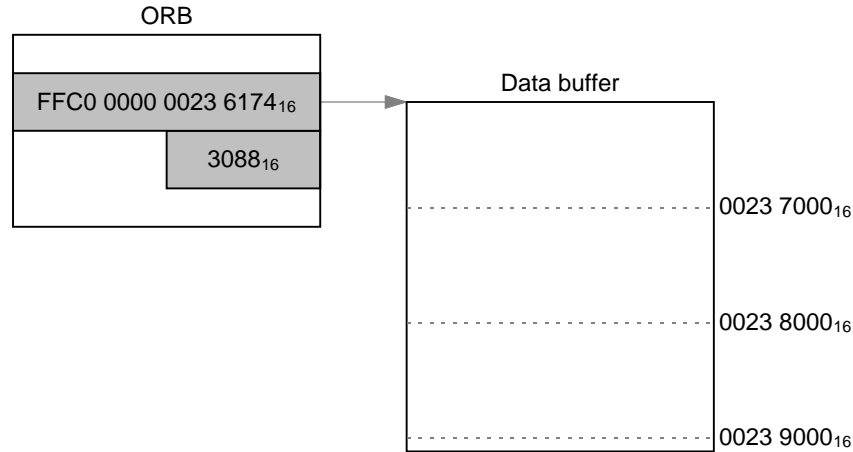 ORB
FFC0 0000 0023 6174₁₆
3088₁₆
Data buffer
0023 7000₁₆
0023 8000₁₆
0023 9000₁₆